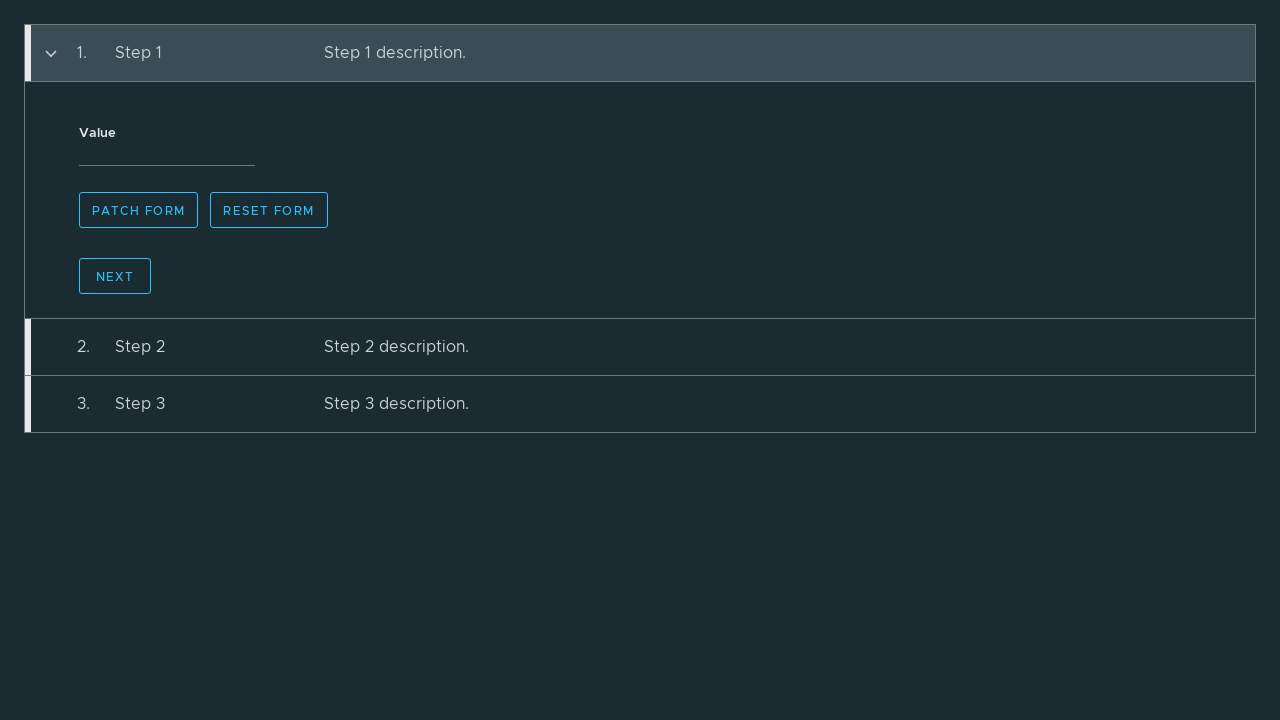 1. Step 1 Step 1 description.
Value
PATCH FORM RESET FORM
NEXT
2. Step 2 Step 2 description.
3. Step 3 Step 3 description.